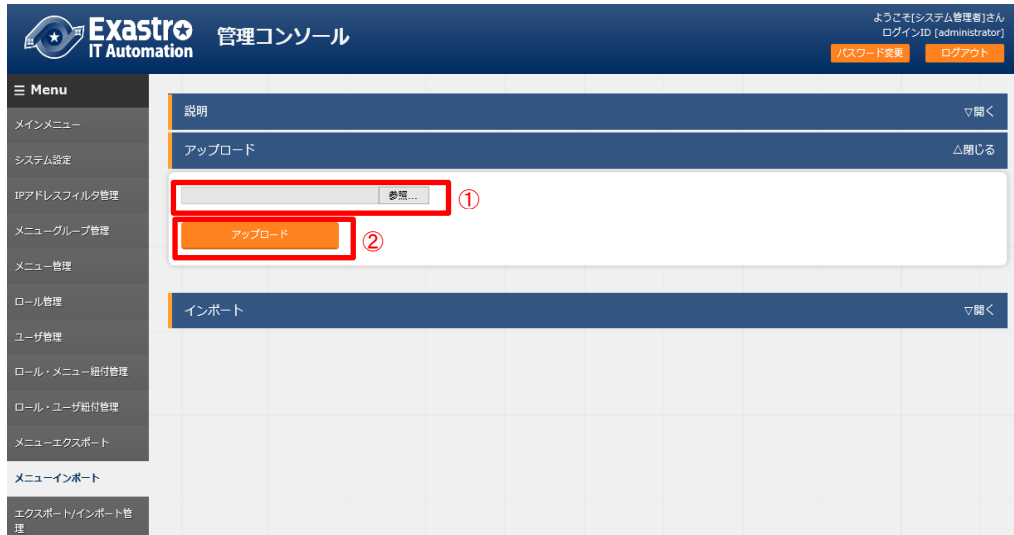 Exastro
IT Automation
管理コンソール
ようこそ[システム管理者]さん
ログインID [administrator]
パスワード変更
ログアウト
☰ Menu
メインメニュー
システム設定
IPアドレスフィルタ管理
メニューグループ管理
メニュー管理
ロール管理
ユーザ管理
ロール・メニュー紐付管理
ロール・ユーザ紐付管理
メニューエクスポート
メニューインポート
エクスポート/インポート管
理
説明
▽開く
アップロード
△閉じる
参照...
①
アップロード
②
インポート
▽開く